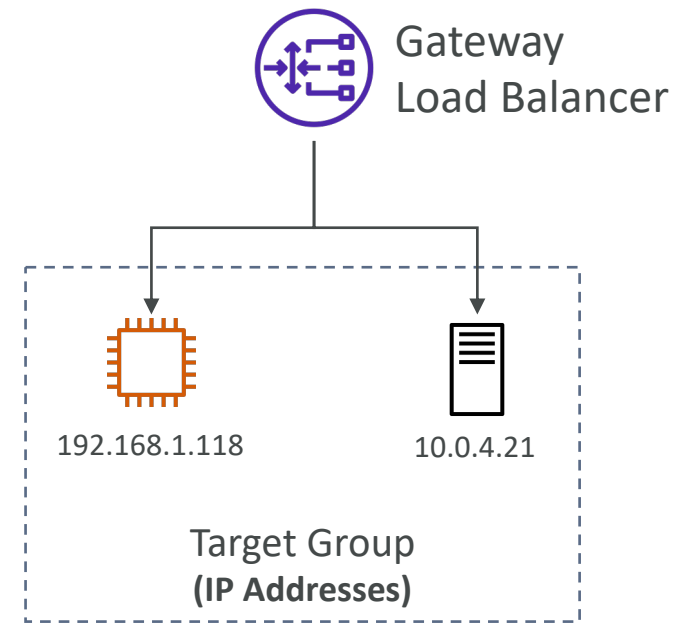 Gateway
Load Balancer
192.168.1.118
10.0.4.21
Target Group
(IP Addresses)